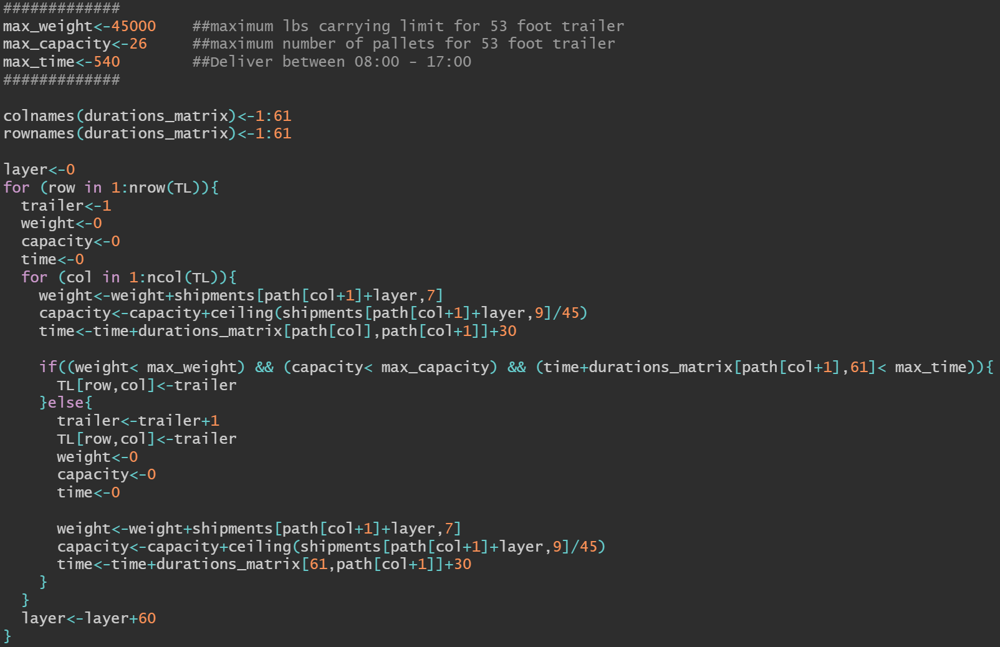 #############
max_weight<-45000    ##maximum lbs carrying limit for 53 foot trailer
max_capacity<-26     ##maximum number of pallets for 53 foot trailer
max_time<-540        ##Deliver between 08:00 - 17:00
#############

colnames(durations_matrix)<-1:61
rownames(durations_matrix)<-1:61

layer<-0
for (row in 1:nrow(TL)){
  trailer<-1
  weight<-0
  capacity<-0
  time<-0
  for (col in 1:ncol(TL)){
    weight<-weight+shipments[path[col+1]+layer,7]
    capacity<-capacity+ceiling(shipments[path[col+1]+layer,9]/45)
    time<-time+durations_matrix[path[col],path[col+1]]+30

    if((weight< max_weight) && (capacity< max_capacity) && (time+durations_matrix[path[col+1],61]< max_time)){
      TL[row,col]<-trailer
    }else{
      trailer<-trailer+1
      TL[row,col]<-trailer
      weight<-0
      capacity<-0
      time<-0

      weight<-weight+shipments[path[col+1]+layer,7]
      capacity<-capacity+ceiling(shipments[path[col+1]+layer,9]/45)
      time<-time+durations_matrix[61,path[col+1]]+30
    }
  }
  layer<-layer+60
}